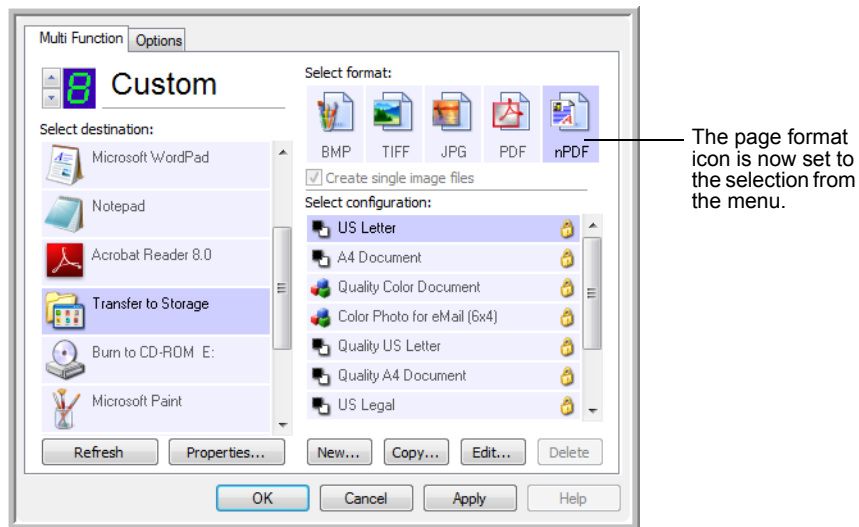 Multi Function
Options
8
Custom
Select destination:
Microsoft WordPad
Notepad
Acrobat Reader 8.0
Transfer to Storage
Burn to CD-ROM E:
Microsoft Paint
Refresh
Properties...
Select format:
BMP
TIFF
JPG
PDF
nPDF
Create single image files
Select configuration:
US Letter
A4 Document
Quality Color Document
Color Photo for eMail (6x4)
Quality US Letter
Quality A4 Document
US Legal
New...
Copy...
Edit...
Delete
OK
Cancel
Apply
Help
The page format
icon is now set to
the selection from
the menu.